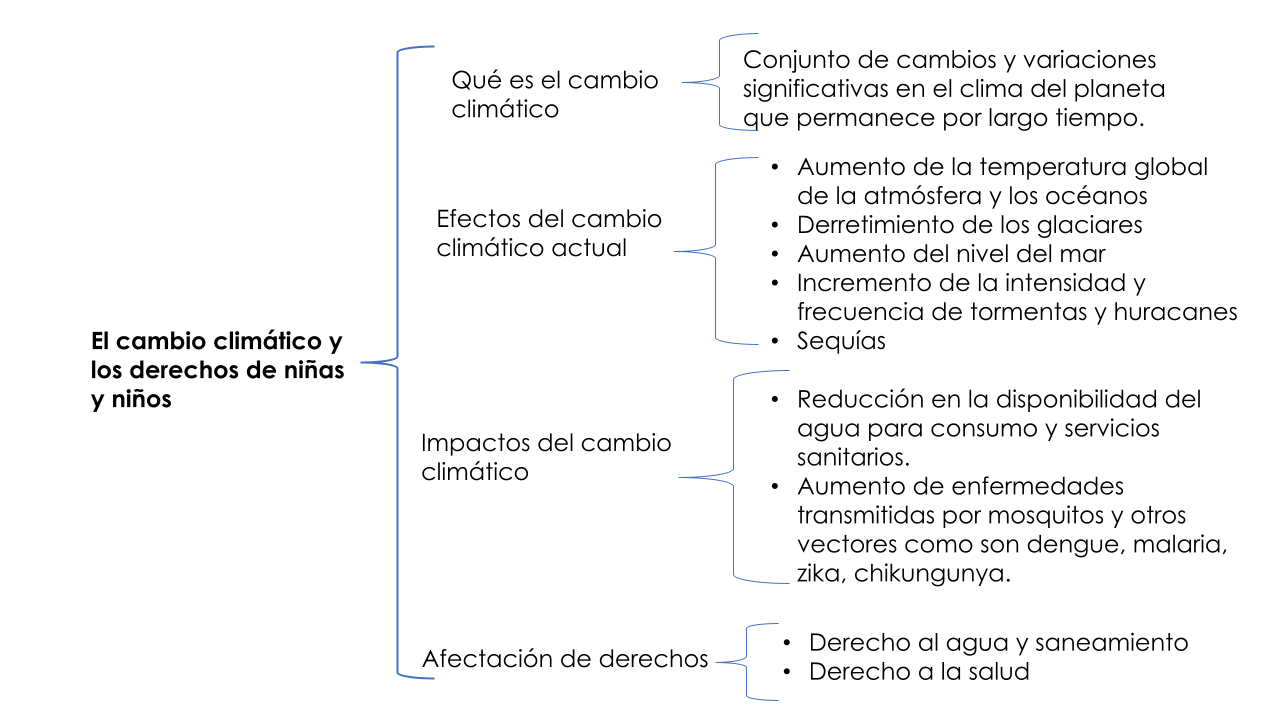 El cambio climático y
los derechos de niñas
y niños
Qué es el cambio
climático
Conjunto de cambios y variaciones
significativas en el clima del planeta
que permanece por largo tiempo.
Efectos del cambio
climático actual
• Aumento de la temperatura global
de la atmósfera y los océanos
• Derretimiento de los glaciares
• Aumento del nivel del mar
• Incremento de la intensidad y
frecuencia de tormentas y huracanes
• Sequías
Impactos del cambio
climático
• Reducción en la disponibilidad del
agua para consumo y servicios
sanitarios.
• Aumento de enfermedades
transmitidas por mosquitos y otros
vectores como son dengue, malaria,
zika, chikungunya.
Afectación de derechos
• Derecho al agua y saneamiento
• Derecho a la salud